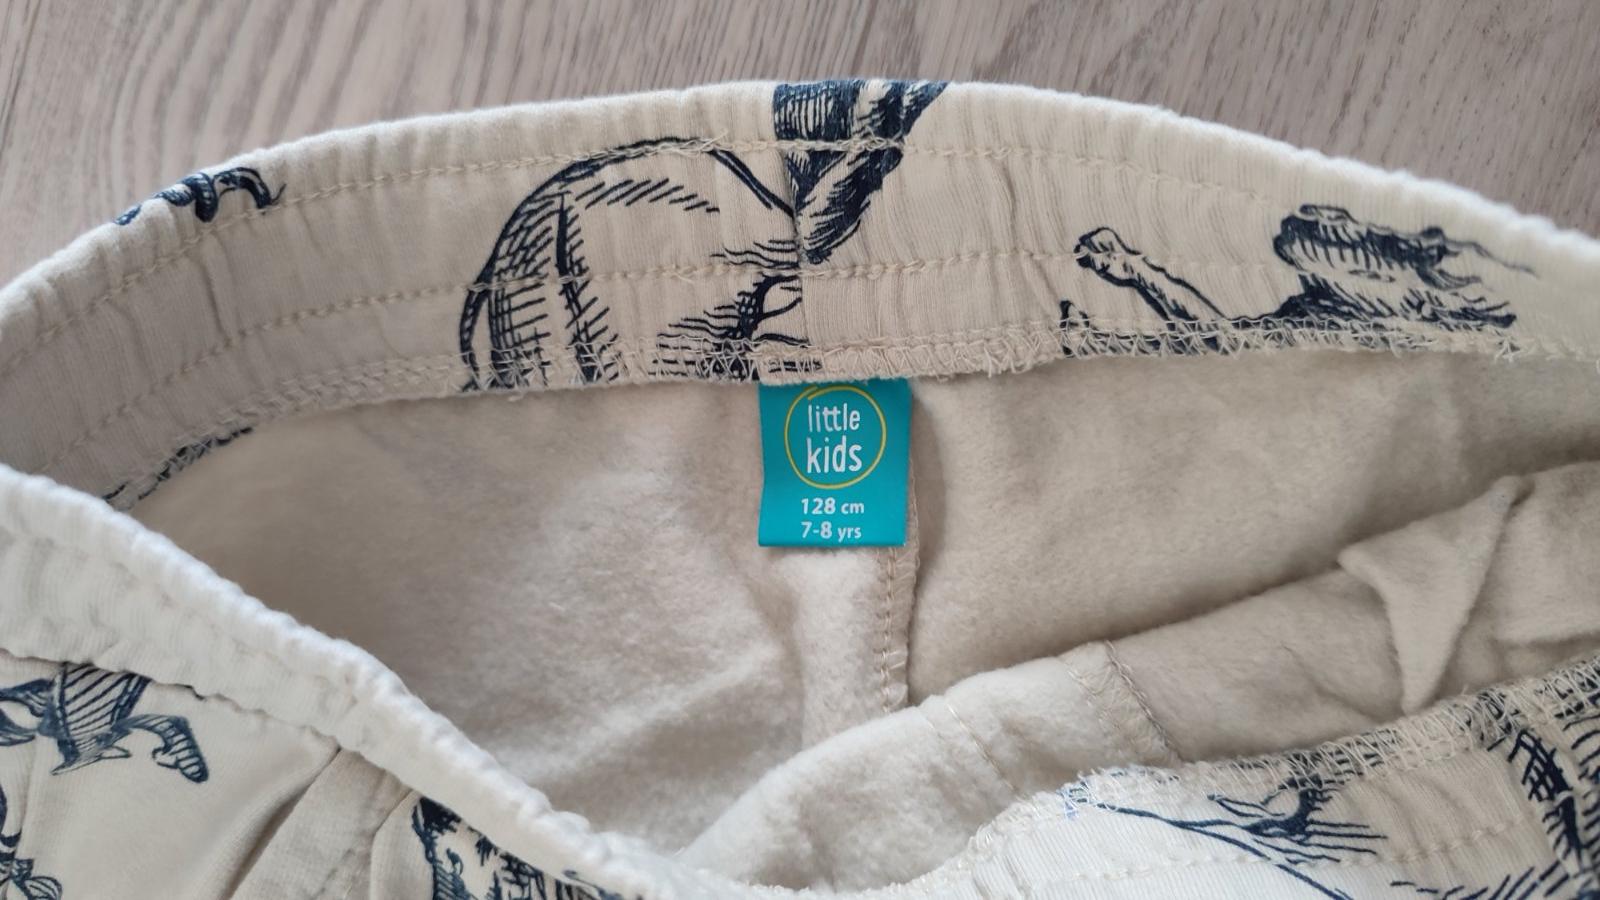 little
kids
128 cm
7-8 yrs